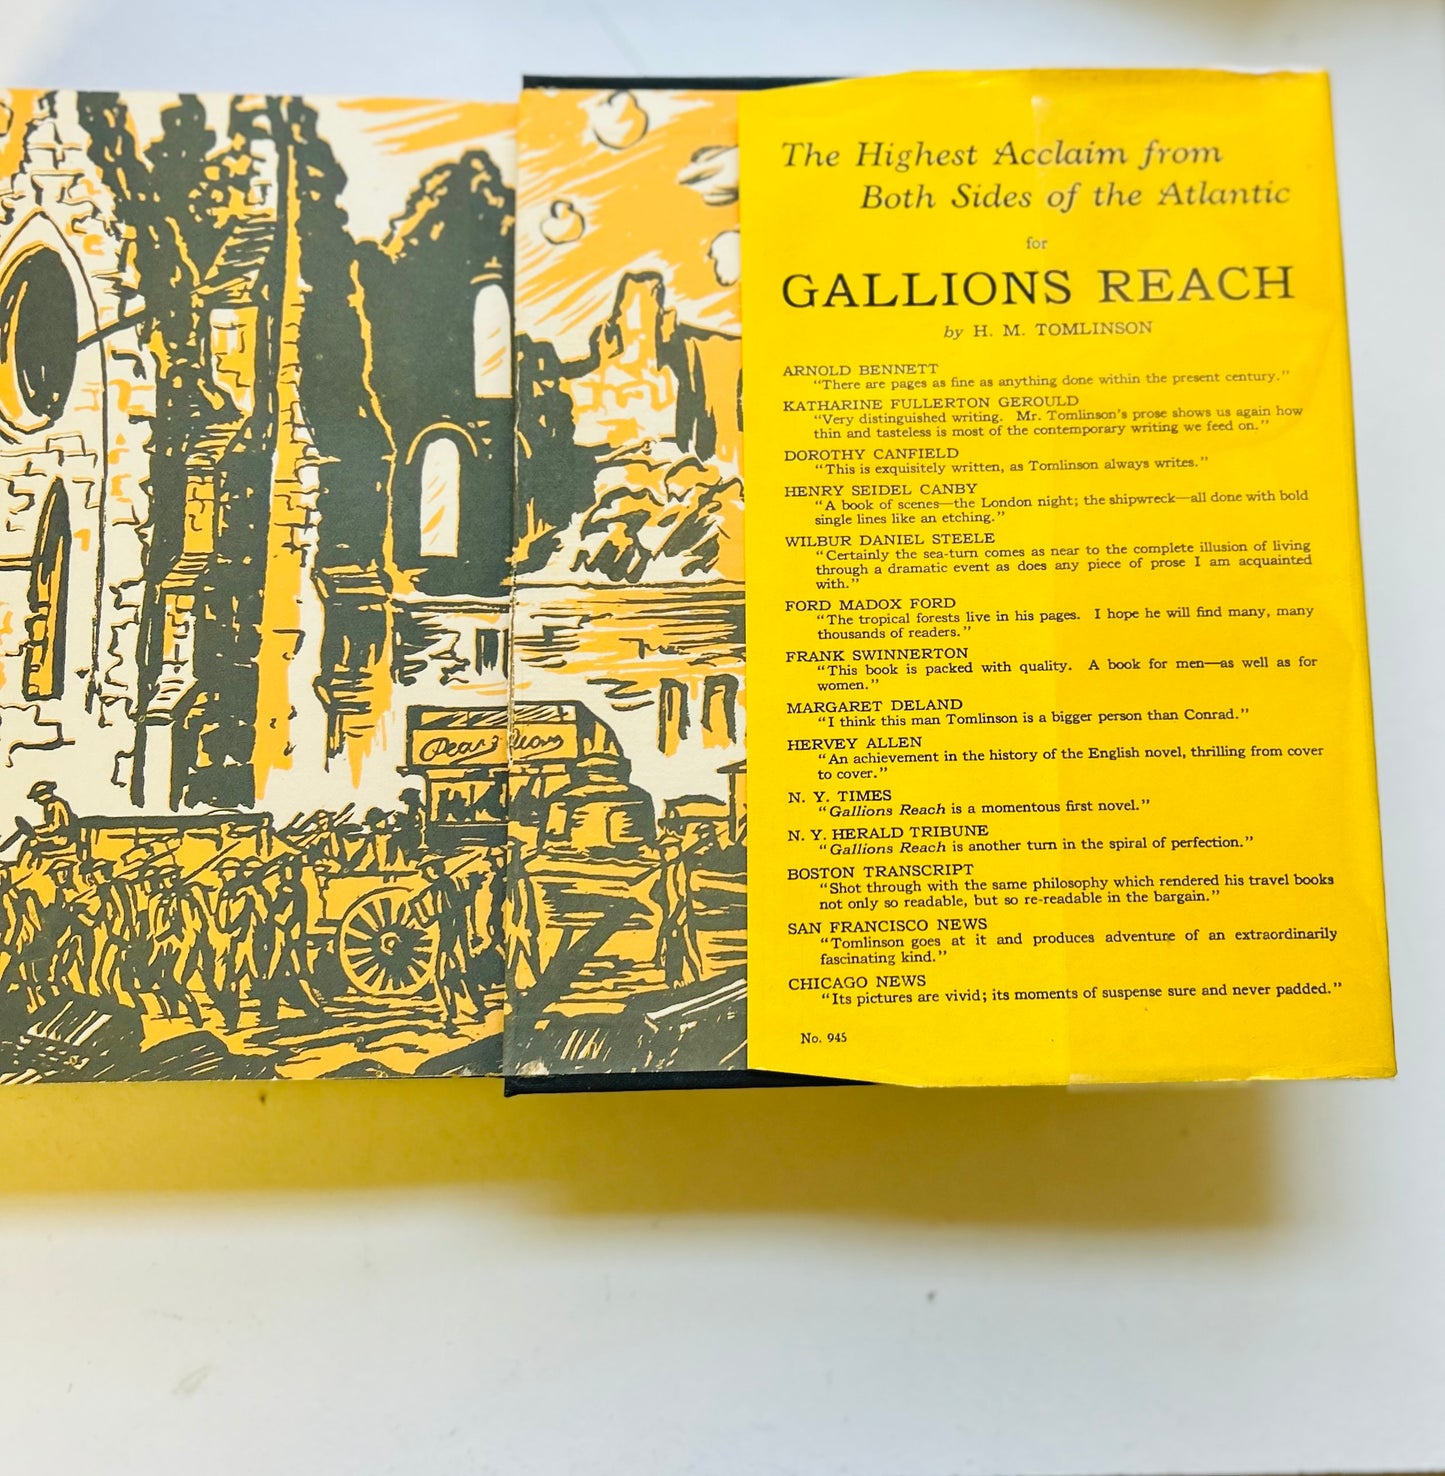 Pears
The Highest Acclaim from
Both Sides of the Atlantic
for
GALLIONS REACH
by H. M. TOMLINSON
ARNOLD BENNETT
"There are pages as fine as anything done within the present century."
KATHARINE FULLERTON GEROULD
"Very distinguished writing. Mr. Tomlinson's prose shows us again how
thin and tasteless is most of the contemporary writing we feed on."
DOROTHY CANFIELD
"This is exquisitely written, as Tomlinson always writes."
HENRY SEIDEL CANBY
"A book of scenes—the London night; the shipwreck—all done with bold
single lines like an etching."
WILBUR DANIEL STEELE
"Certainly the sea-turn comes as near to the complete illusion of living
through a dramatic event as does any piece of prose I am acquainted
with."
FORD MADOX FORD
"The tropical forests live in his pages. I hope he will find many, many
thousands of readers."
FRANK SWINNERTON
"This book is packed with quality. A book for men—as well as for
women."
MARGARET DELAND
"I think this man Tomlinson is a bigger person than Conrad."
HERVEY ALLEN
"An achievement in the history of the English novel, thrilling from cover
to cover."
N. Y. TIMES
"Gallions Reach is a momentous first novel."
N. Y. HERALD TRIBUNE
"Gallions Reach is another turn in the spiral of perfection."
BOSTON TRANSCRIPT
"Shot through with the same philosophy which rendered his travel books
not only so readable, but so re-readable in the bargain."
SAN FRANCISCO NEWS
"Tomlinson goes at it and produces adventure of an extraordinarily
fascinating kind."
CHICAGO NEWS
"Its pictures are vivid; its moments of suspense sure and never padded."
No. 945